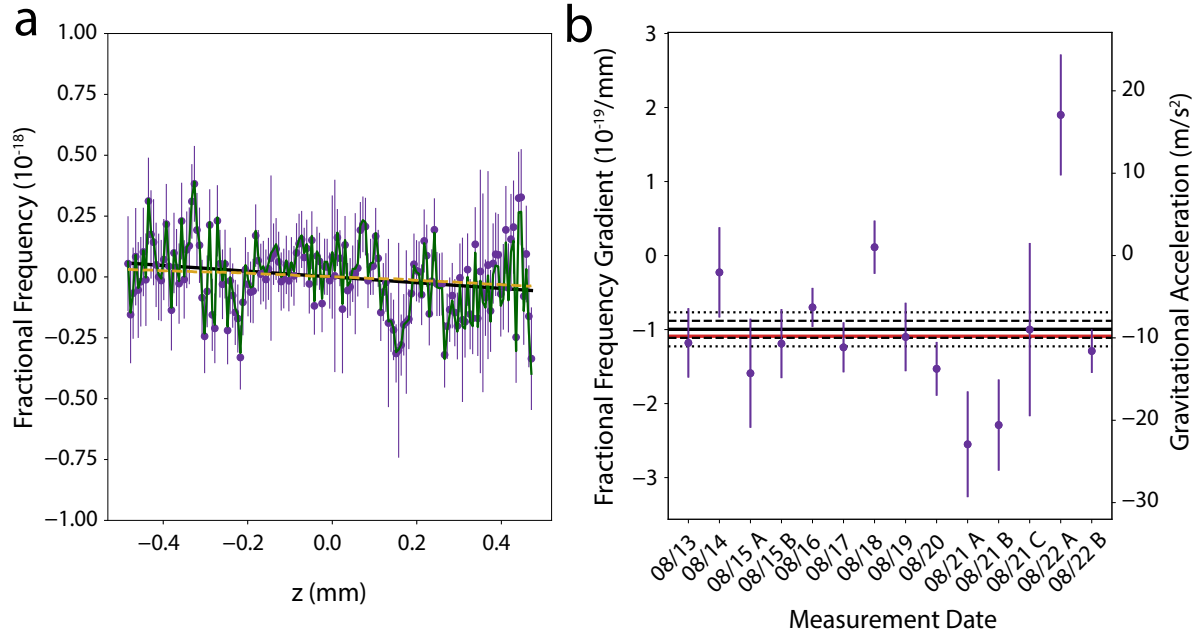 a
1.00
0.75
0.50
0.25
0.00
−0.25
−0.50
−0.75
−1.00
Fractional Frequency (10⁻¹⁸)
−0.4
−0.2
0.0
0.2
0.4
z (mm)
b
3
2
1
0
−1
−2
−3
Fractional Frequency Gradient (10⁻¹⁹/mm)
20
10
0
−10
−20
−30
Gravitational Acceleration (m/s²)
08/13
08/14
08/15 A
08/15 B
08/16
08/17
08/18
08/19
08/20
08/21 A
08/21 B
08/21 C
08/22 A
08/22 B
Measurement Date